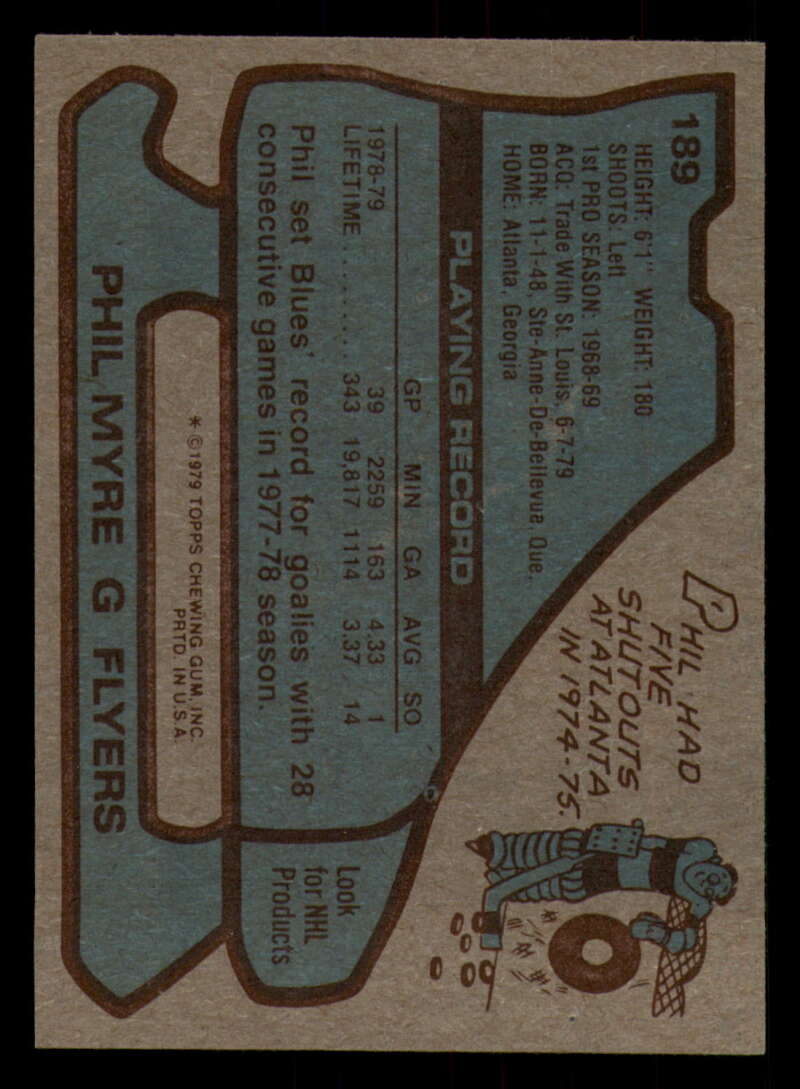 189
HEIGHT: 6'1" WEIGHT: 180
SHOOTS: Left
1st PRO SEASON: 1968-69
ACQ: Trade With St. Louis, 6-7-79
BORN: 11-1-48, Ste-Anne-De-Bellevua, Que.
HOME: Atlanta, Georgia
PLAYING RECORD
GP MIN GA AVG SO
1978-79 39 2259 163 4.33 1
LIFETIME .......... 343 19,817 1114 3.37 14
Phil set Blues' record for goalies with 28
consecutive games in 1977-78 season.
PHIL HAD
FIVE
SHUTOUTS
AT ATLANTA
IN 1974-75.
Look
for NHL
Products
* ©1979 TOPPS CHEWING GUM, INC.
PRTD. IN U.S.A.
PHIL MYRE G FLYERS